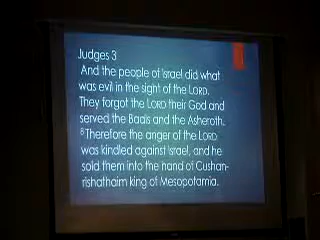 Judges 3
And the people of Israel did what
was evil in the sight of the LORD.
They forgot the LORD their God and
served the Baals and the Asheroth.
8 Therefore the anger of the LORD
was kindled against Israel, and he
sold them into the hand of Cushan-
rishathaim king of Mesopotamia.